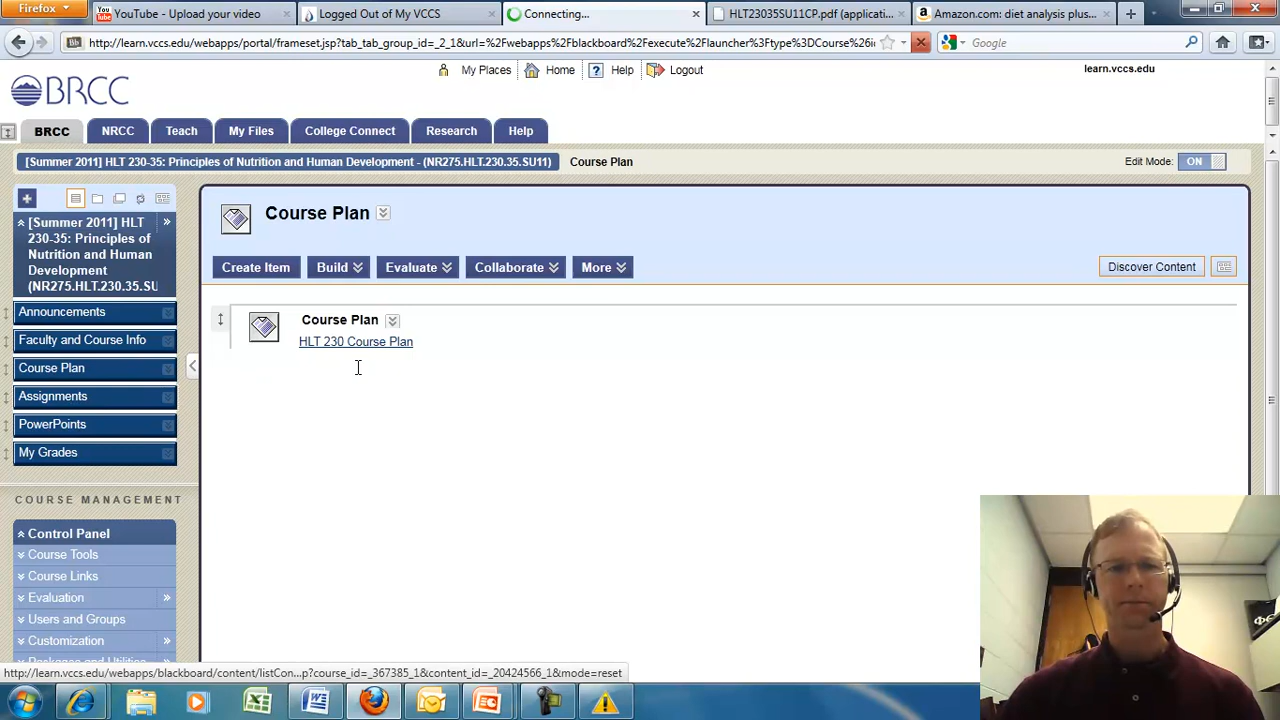 Firefox
YouTube - Upload your video
Logged Out of My VCCS
Connecting...
HLT23035SU11CP.pdf (applicati...
Amazon.com: diet analysis plus...
http://learn.vccs.edu/webapps/portal/frameset.jsp?tab_tab_group_id=_2_1&url=%2Fwebapps%2Fblackboard%2Fexecute%2Flauncher%3Ftype%3DCourse%26i
Google
My Places
Home
Help
Logout
learn.vccs.edu
BRCC
BRCC
NRCC
Teach
My Files
College Connect
Research
Help
[Summer 2011] HLT 230-35: Principles of Nutrition and Human Development - (NR275.HLT.230.35.SU11)
Course Plan
Edit Mode:
ON
[Summer 2011] HLT
230-35: Principles of
Nutrition and Human
Development
(NR275.HLT.230.35.SU
Announcements
Faculty and Course Info
Course Plan
Assignments
PowerPoints
My Grades
COURSE MANAGEMENT
Control Panel
Course Tools
Course Links
Evaluation
Users and Groups
Customization
Course Plan
Create Item
Build
Evaluate
Collaborate
More
Discover Content
Course Plan
HLT 230 Course Plan
http://learn.vccs.edu/webapps/blackboard/content/listCon...p?course_id=_367385_1&content_id=_20424566_1&mode=reset